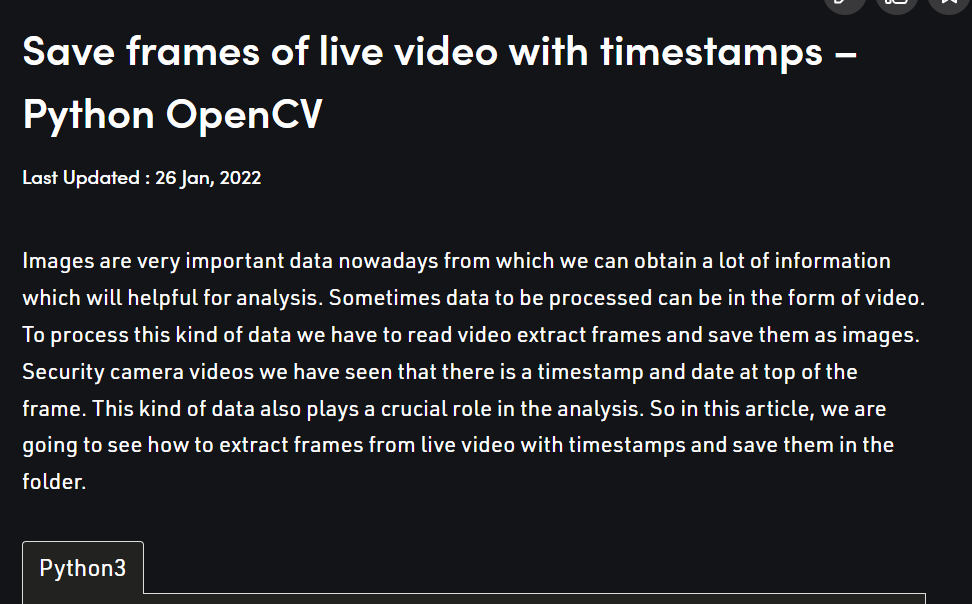 Save frames of live video with timestamps –
Python OpenCV
Last Updated : 26 Jan, 2022
Images are very important data nowadays from which we can obtain a lot of information
which will helpful for analysis. Sometimes data to be processed can be in the form of video.
To process this kind of data we have to read video extract frames and save them as images.
Security camera videos we have seen that there is a timestamp and date at top of the
frame. This kind of data also plays a crucial role in the analysis. So in this article, we are
going to see how to extract frames from live video with timestamps and save them in the
folder.
Python3